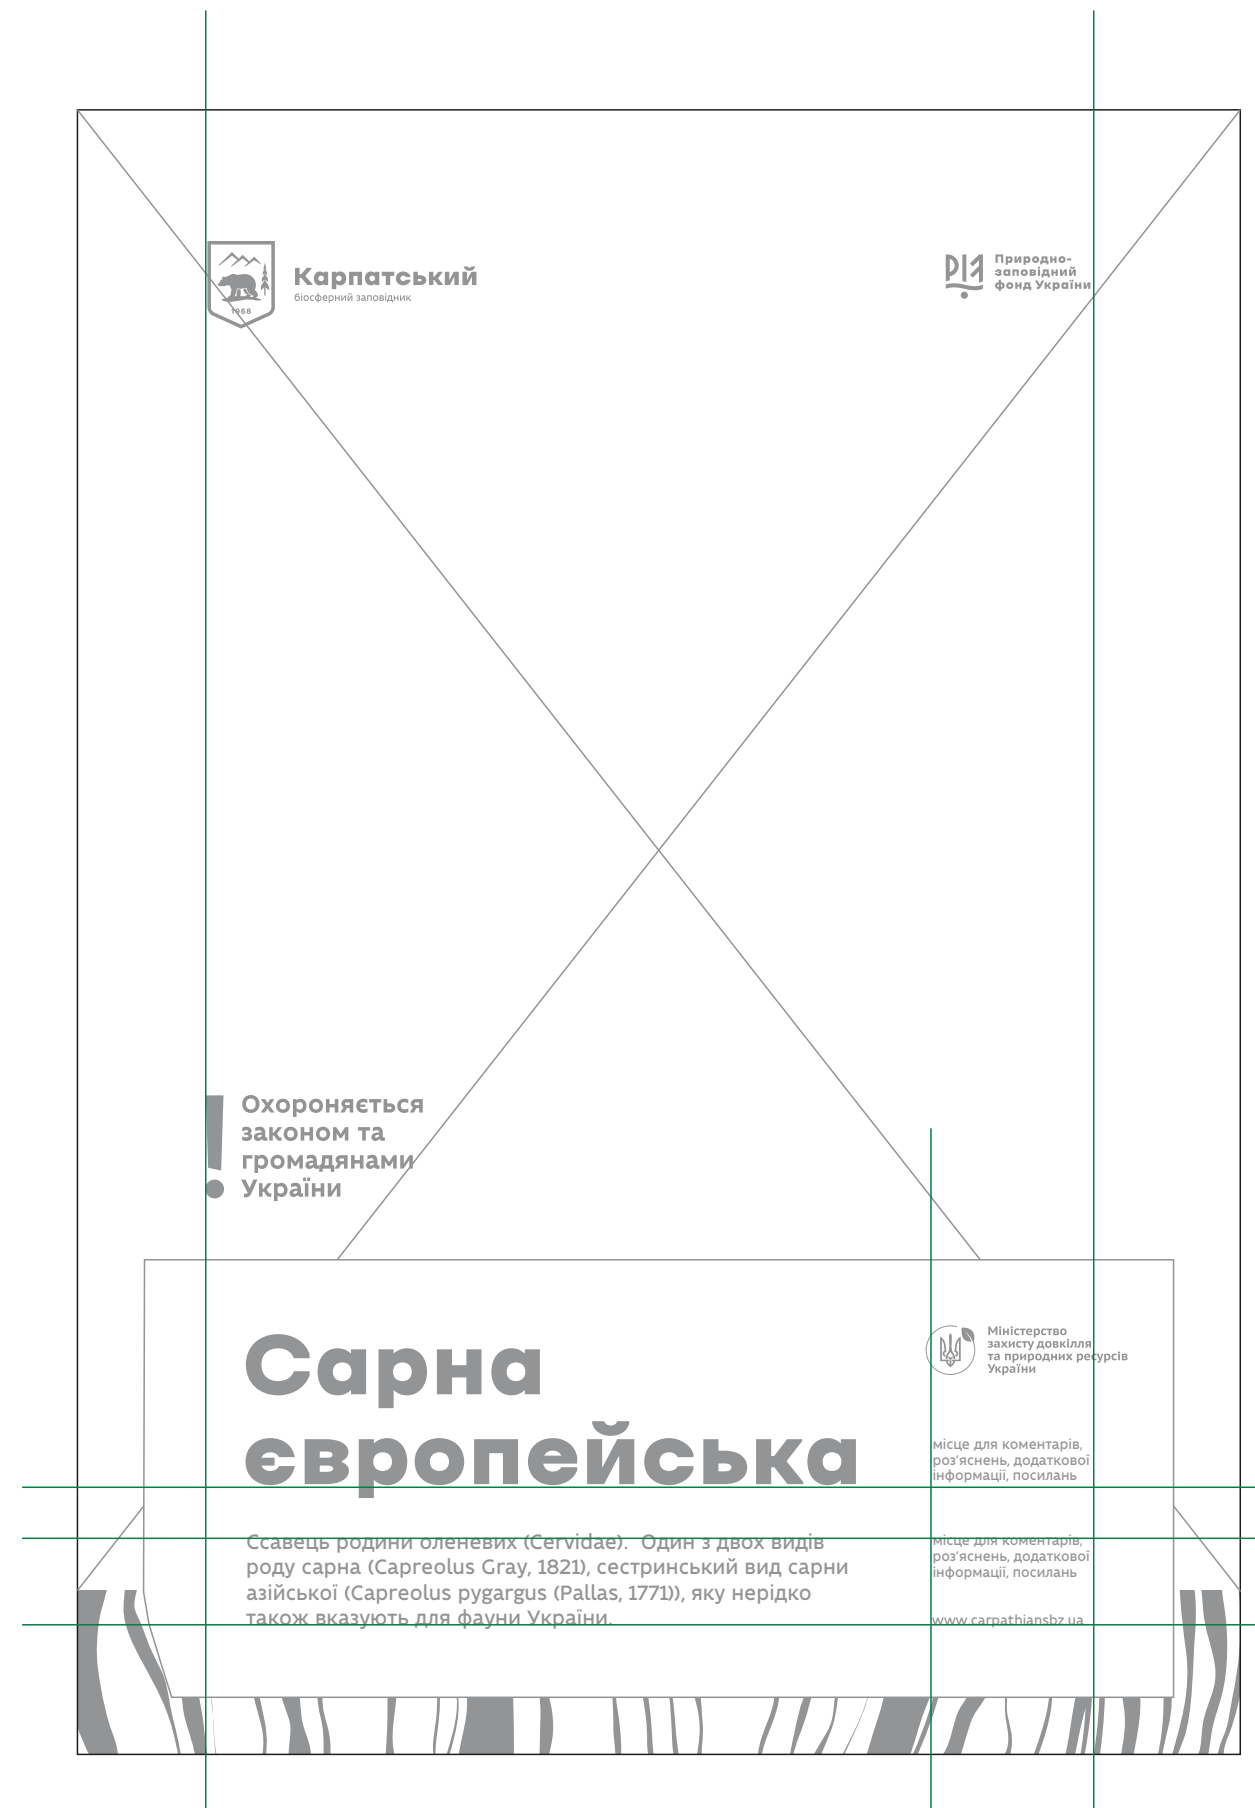 1968
Карпатський
біосферний заповідник
Природно-
заповідний
фонд України
Охороняється
законом та
громадянами
України
Сарна
європейська
Ссавець родини оленевих (Cervidae).  Один з двох видів
роду сарна (Capreolus Gray, 1821), сестринський вид сарни
азійської (Capreolus pygargus (Pallas, 1771)), яку нерідко
також вказують для фауни України.
Міністерство
захисту довкілля
та природних ресурсів
України
місце для коментарів,
роз'яснень, додаткової
інформації, посилань
місце для коментарів,
роз'яснень, додаткової
інформації, посилань
www.carpathiansbz.ua